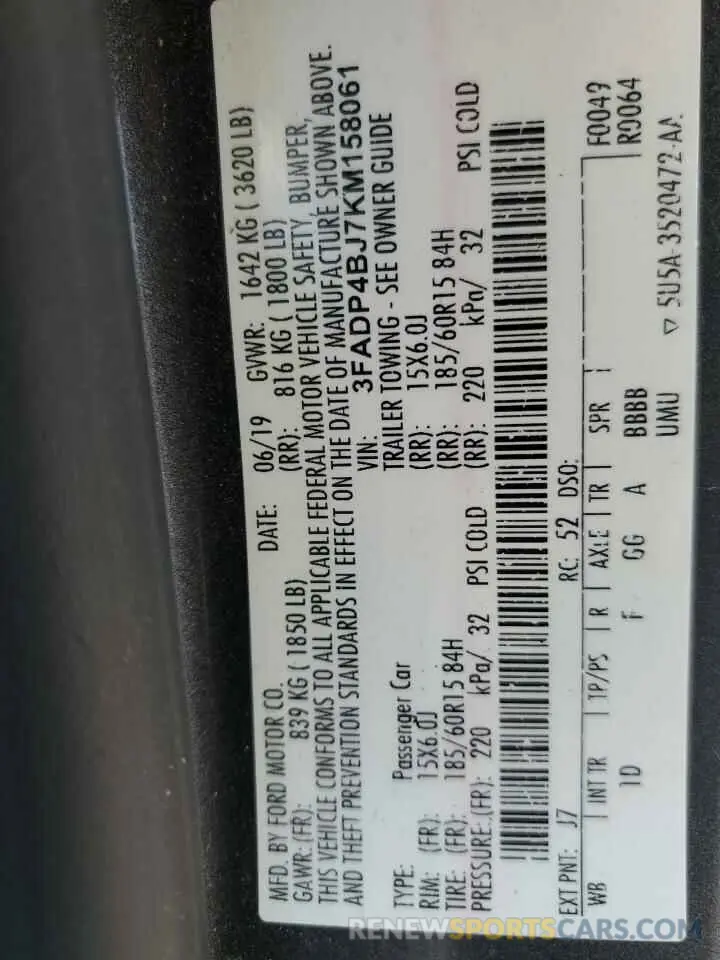 MFD. BY FORD MOTOR CO.
DATE: 06/19 GVWR: 1642 KG ( 3620 LB)
GAWR:(FR): 839 KG ( 1850 LB) (RR): 816 KG ( 1800 LB)
THIS VEHICLE CONFORMS TO ALL APPLICABLE FEDERAL MOTOR VEHICLE SAFETY, BUMPER,
AND THEFT PREVENTION STANDARDS IN EFFECT ON THE DATE OF MANUFACTURE SHOWN ABOVE.
VIN: 3FADP4BJ7KM158061
TYPE: Passenger Car TRAILER TOWING - SEE OWNER GUIDE
RIM: (FR): 15X6.0J (RR): 15X6.0J
TIRE: (FR): 185/60R15 84H (RR): 185/60R15 84H
PRESSURE:(FR): 220 kPa/ 32 PSI COLD (RR): 220 kPa/ 32 PSI COLD
EXT PNT: J7 RC: 52 DSO: F0049
R0064
WB INT TR TP/PS R AXLE TR SPR
1D F GG A BBBB
UMU ▽ 5U5A-3520472-AA
RENEWSPORTSCARS.COM